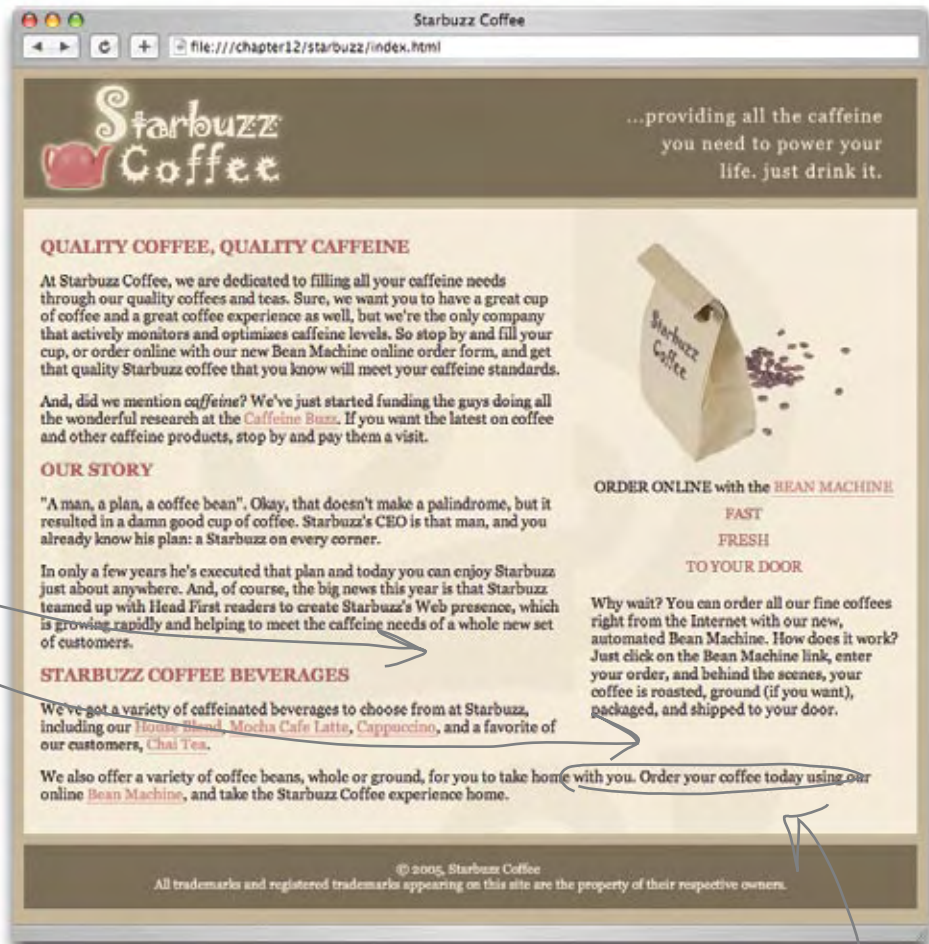 Starbuzz Coffee
file:///chapter12/starbuzz/index.html
Starbuzz
Coffee
...providing all the caffeine
you need to power your
life. just drink it.
QUALITY COFFEE, QUALITY CAFFEINE
At Starbuzz Coffee, we are dedicated to filling all your caffeine needs
through our quality coffees and teas. Sure, we want you to have a great cup
of coffee and a great coffee experience as well, but we're the only company
that actively monitors and optimizes caffeine levels. So stop by and fill your
cup, or order online with our new Bean Machine online order form, and get
that quality Starbuzz coffee that you know will meet your caffeine standards.
And, did we mention caffeine? We've just started funding the guys doing all
the wonderful research at the Caffeine Buzz. If you want the latest on coffee
and other caffeine products, stop by and pay them a visit.
OUR STORY
"A man, a plan, a coffee bean". Okay, that doesn't make a palindrome, but it
resulted in a damn good cup of coffee. Starbuzz's CEO is that man, and you
already know his plan: a Starbuzz on every corner.
In only a few years he's executed that plan and today you can enjoy Starbuzz
just about anywhere. And, of course, the big news this year is that Starbuzz
teamed up with Head First readers to create Starbuzz's Web presence, which
is growing rapidly and helping to meet the caffeine needs of a whole new set
of customers.
STARBUZZ COFFEE BEVERAGES
We've got a variety of caffeinated beverages to choose from at Starbuzz,
including our House Blend, Mocha Cafe Latte, Cappuccino, and a favorite of
our customers, Chai Tea.
We also offer a variety of coffee beans, whole or ground, for you to take home with you. Order your coffee today using our
online Bean Machine, and take the Starbuzz Coffee experience home.
Starbuzz
Coffee
ORDER ONLINE with the BEAN MACHINE
FAST
FRESH
TO YOUR DOOR
Why wait? You can order all our fine coffees
right from the Internet with our new,
automated Bean Machine. How does it work?
Just click on the Bean Machine link, enter
your order, and behind the scenes, your
coffee is roasted, ground (if you want),
packaged, and shipped to your door.
© 2005, Starbuzz Coffee
All trademarks and registered trademarks appearing on this site are the property of their respective owners.